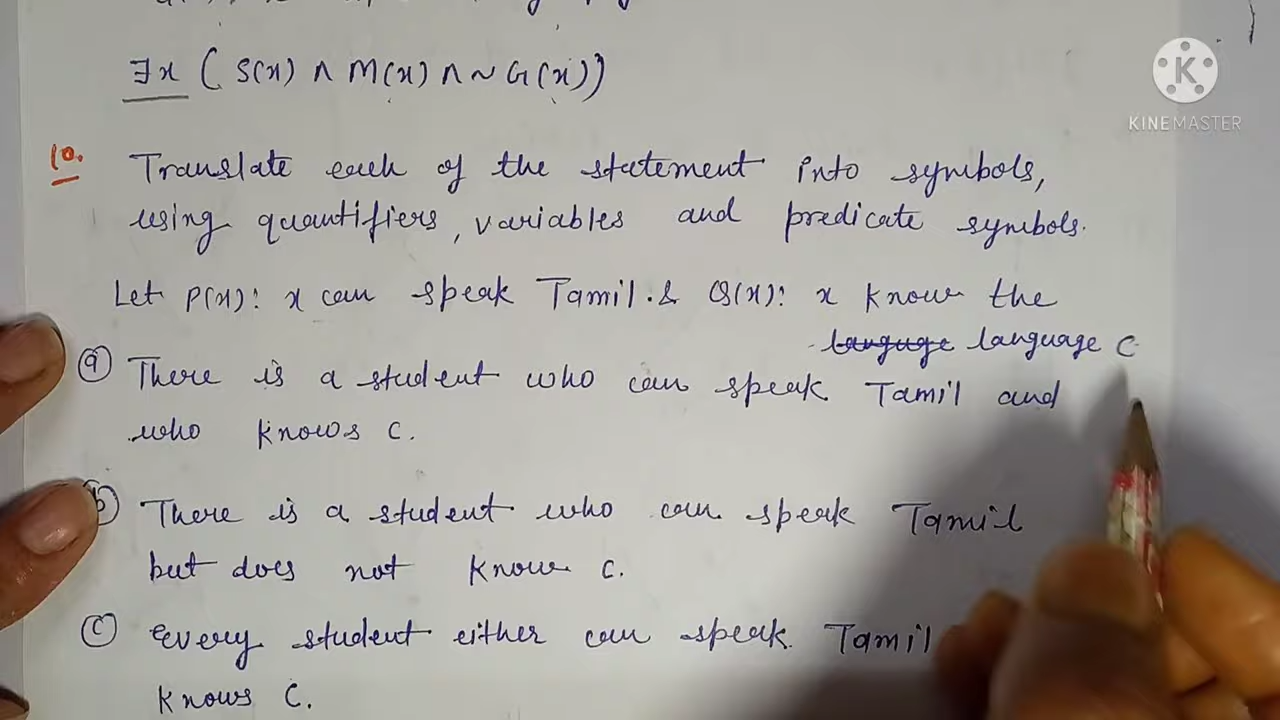 ∃x ( S(x) ∧ M(x) ∧ ~ G(x))
KINEMASTER
10. Translate each of the statement into symbols,
using quantifiers, variables and predicate symbols.
Let P(x): x can speak Tamil. & Q(x): x know the
language C
(a) There is a student who can speak Tamil and
who knows C.
(b) There is a student who can speak Tamil
but does not know C.
(c) Every student either can speak Tamil
knows C.